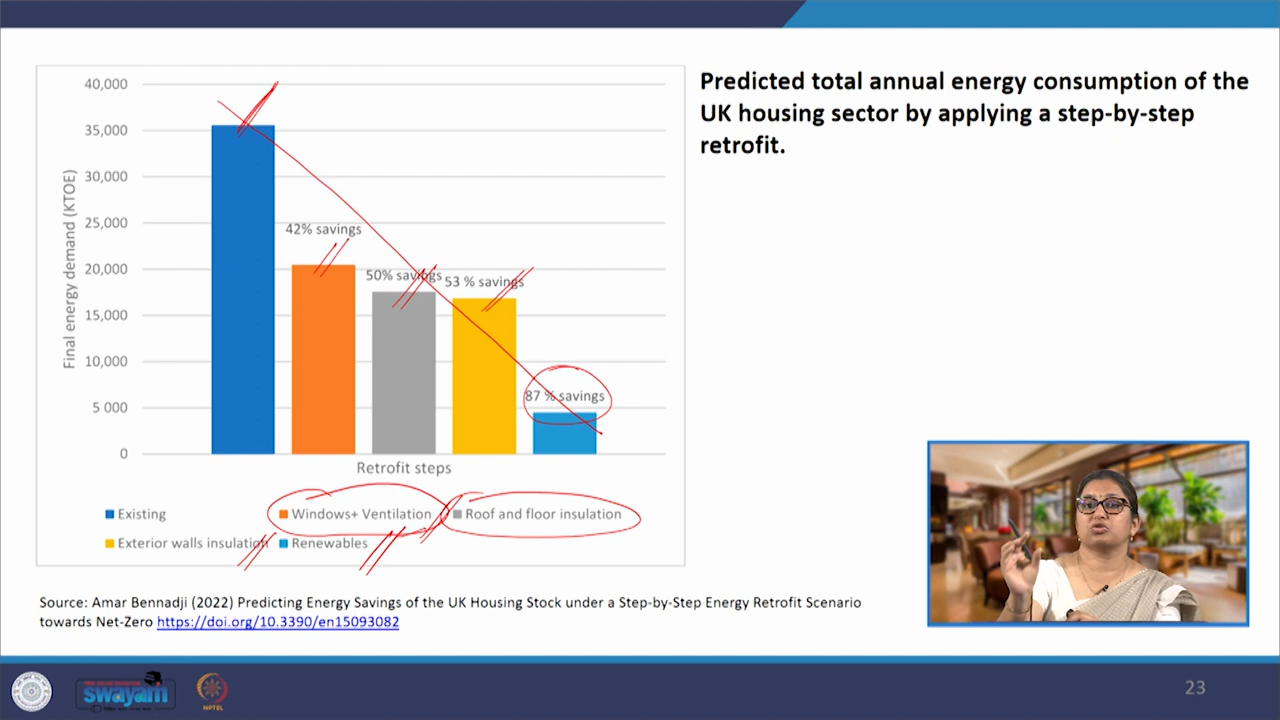 Predicted total annual energy consumption of the
UK housing sector by applying a step-by-step
retrofit.
40,000
35,000
30,000
25,000
20,000
15,000
10,000
5 000
0
Final energy demand (KTOE)
42% savings
50% savings
53 % savings
87 % savings
Retrofit steps
Existing
Windows+ Ventilation
Roof and floor insulation
Exterior walls insulation
Renewables
Source: Amar Bennadji (2022) Predicting Energy Savings of the UK Housing Stock under a Step-by-Step Energy Retrofit Scenario
towards Net-Zero https://doi.org/10.3390/en15093082
swayam
NPTEL
23